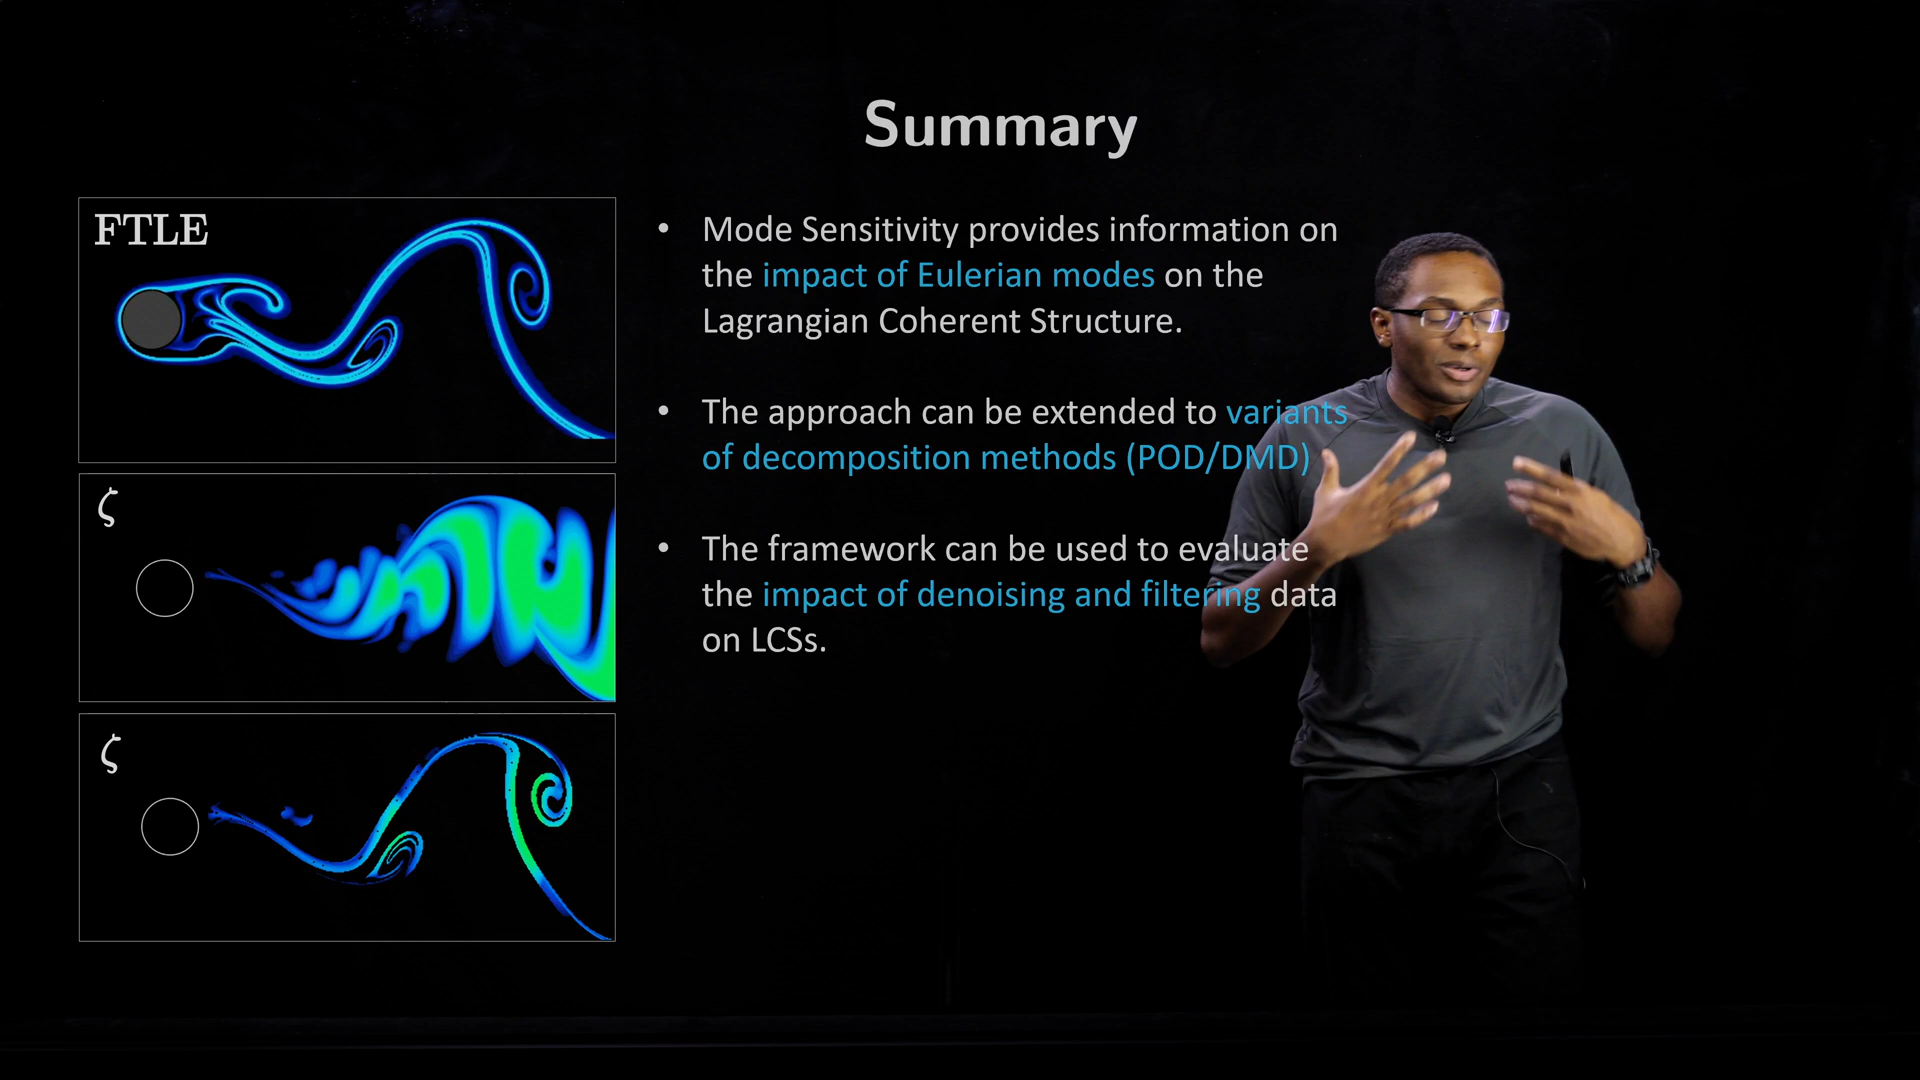 Summary
FTLE
ζ
ζ
• Mode Sensitivity provides information on
the impact of Eulerian modes on the
Lagrangian Coherent Structure.
• The approach can be extended to variants
of decomposition methods (POD/DMD)
• The framework can be used to evaluate
the impact of denoising and filtering data
on LCSs.